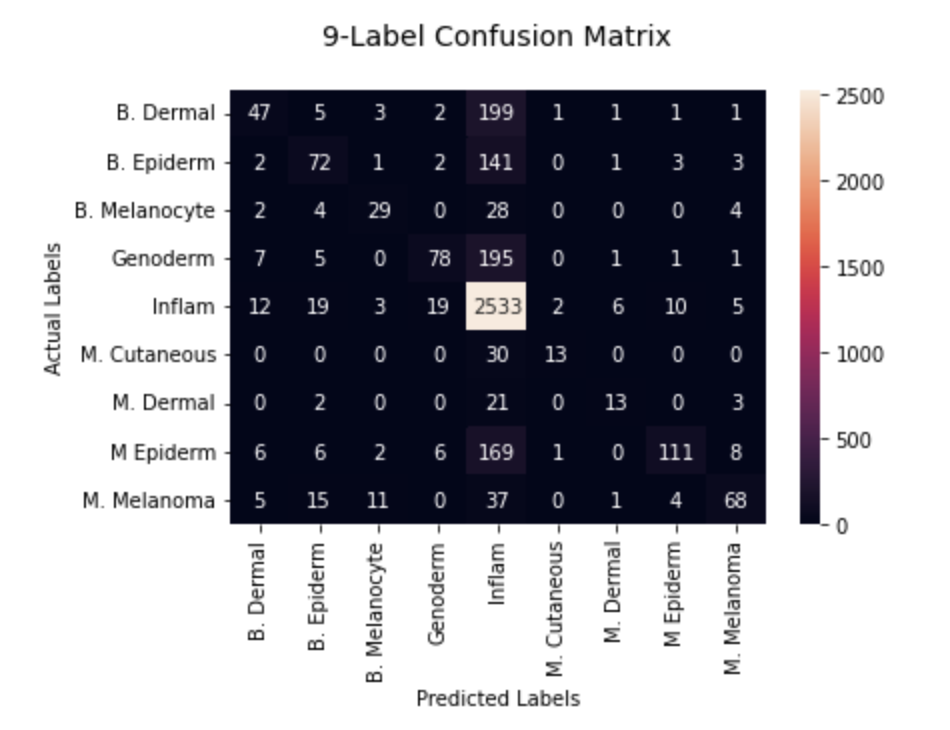 9-Label Confusion Matrix
B. Dermal 47 5 3 2 199 1 1 1 1
B. Epiderm 2 72 1 2 141 0 1 3 3
B. Melanocyte 2 4 29 0 28 0 0 0 4
Genoderm 7 5 0 78 195 0 1 1 1
Inflam 12 19 3 19 2533 2 6 10 5
M. Cutaneous 0 0 0 0 30 13 0 0 0
M. Dermal 0 2 0 0 21 0 13 0 3
M Epiderm 6 6 2 6 169 1 0 111 8
M. Melanoma 5 15 11 0 37 0 1 4 68
Actual Labels
B. Dermal
B. Epiderm
B. Melanocyte
Genoderm
Inflam
M. Cutaneous
M. Dermal
M Epiderm
M. Melanoma
Predicted Labels
2500
2000
1500
1000
500
0